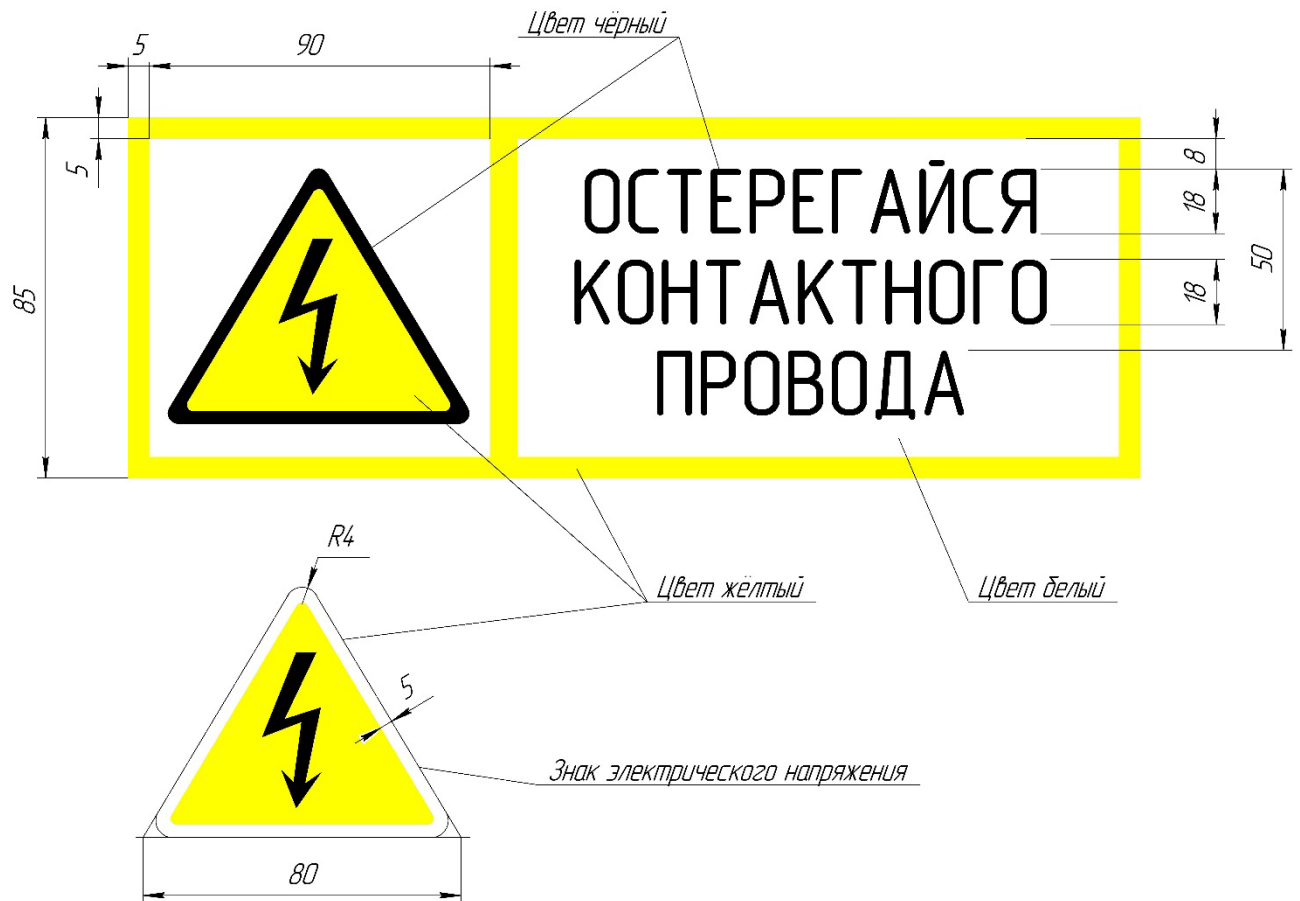 Цвет чёрный
5
90
5
85
8
18
50
18
ОСТЕРЕГАЙСЯ
КОНТАКТНОГО
ПРОВОДА
R4
Цвет жёлтый
Цвет белый
5
Знак электрического напряжения
80